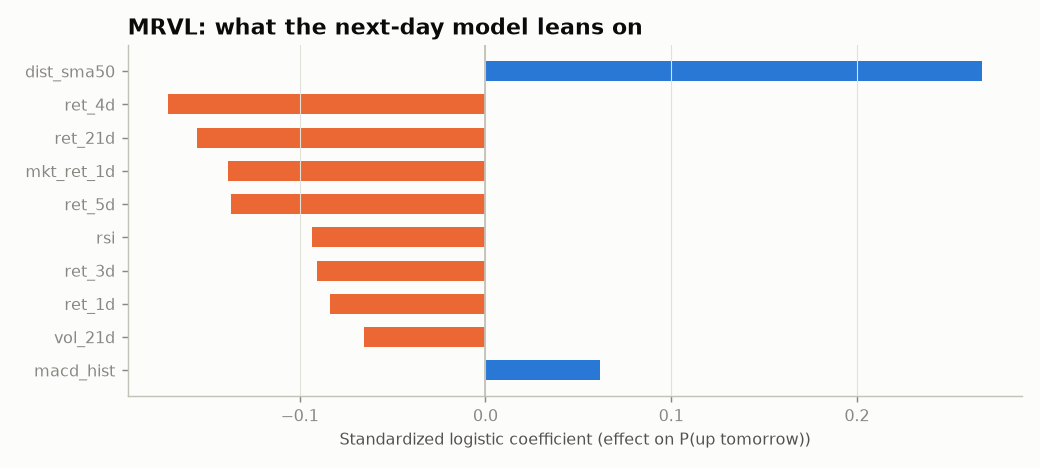 MRVL: what the next-day model leans on
dist_sma50
ret_4d
ret_21d
mkt_ret_1d
ret_5d
rsi
ret_3d
ret_1d
vol_21d
macd_hist
−0.1 0.0 0.1 0.2
Standardized logistic coefficient (effect on P(up tomorrow))